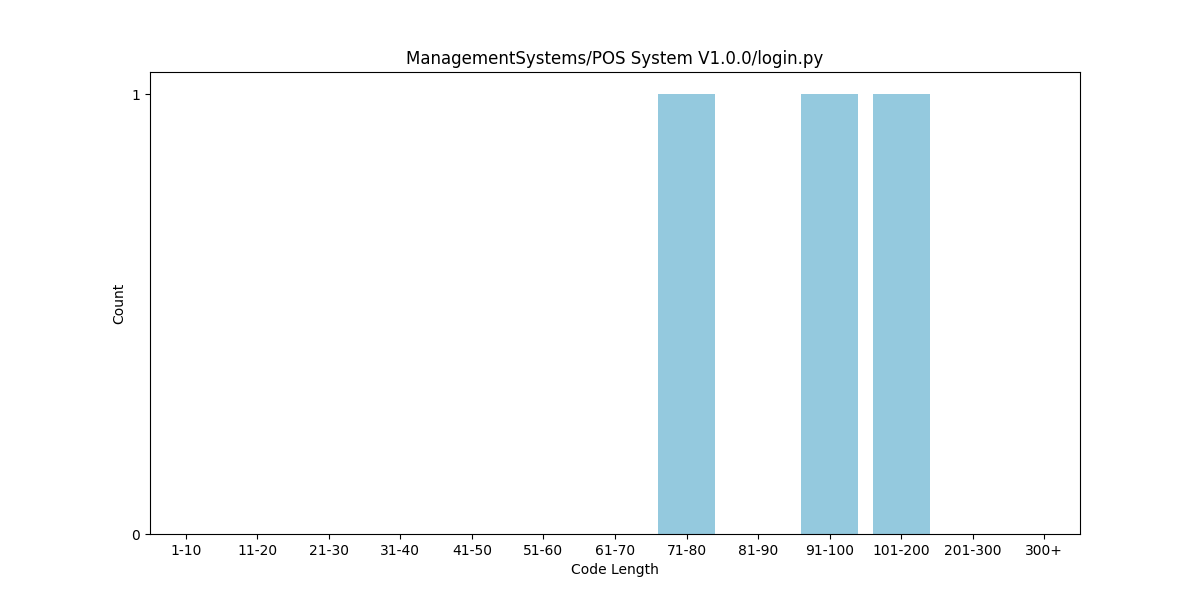 ManagementSystems/POS System V1.0.0/login.py
1
Count
0
1-10 11-20 21-30 31-40 41-50 51-60 61-70 71-80 81-90 91-100 101-200 201-300 300+
Code Length